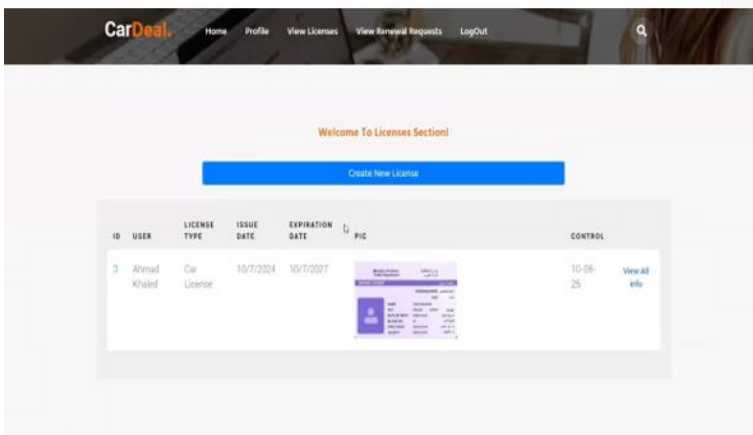 CarDeal.
Home Profile View Licenses View Renewal Requests LogOut
Welcome To Licenses Section!
Create New License
ID USER LICENSE TYPE ISSUE DATE EXPIRATION DATE PIC CONTROL
3 Ahmad Khaled Car License 10/7/2024 10/7/2027 10-06-25 View All info